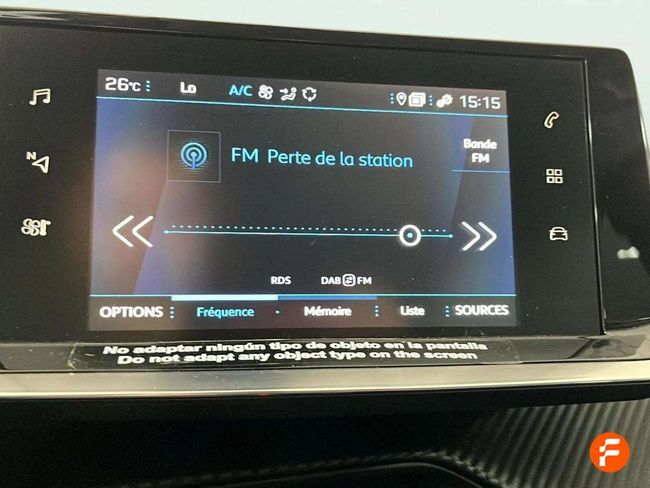 26°C Lo A/C 15:15
FM Perte de la station
Bande
FM
N
RDS DAB FM
OPTIONS Fréquence Mémoire Liste SOURCES
No adaptar ningún tipo de objeto en la pantalla
Do not adapt any object type on the screen